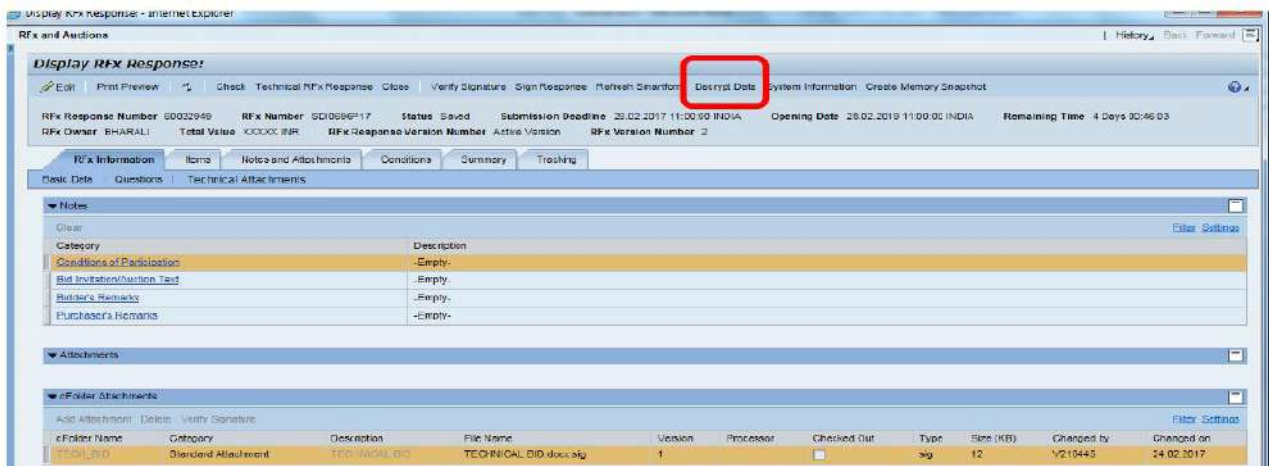 Display RFx Response: - Internet Explorer
RFx and Auctions | History Back Forward
Display RFx Response:
Edit Print Preview Check Technical RFx Response Close Verify Signature Sign Response Refresh Smartform Decrypt Data System Information Create Memory Snapshot
RFx Response Number 60032949 RFx Number Status Saved Submission Deadline 28.02.2017 11:00:00 INDIA Opening Date 28.02.2019 11:00:00 INDIA Remaining Time 4 Days 00:46:03
RFx Owner BHARALI Total Value XXXXX INR RFx Response Version Number Active Version RFx Version Number 2
RFx Information Items Notes and Attachments Conditions Summary Tracking
Basic Data Questions Technical Attachments
Notes
Clear Filter Settings
Category Description
Conditions of Participation -Empty-
Bid Invitation/Auction Text -Empty-
Bidder's Remarks -Empty-
Purchaser's Remarks -Empty-
Attachments
cFolder Attachments
Add Attachment Delete Verify Signature Filter Settings
cFolder Name Category Description File Name Version Processor Checked Out Type Size (KB) Changed by Changed on
TECH_BID Standard Attachment TECHNICAL BID TECHNICAL BID.docx.sig 1 sig 12 V210445 24.02.2017